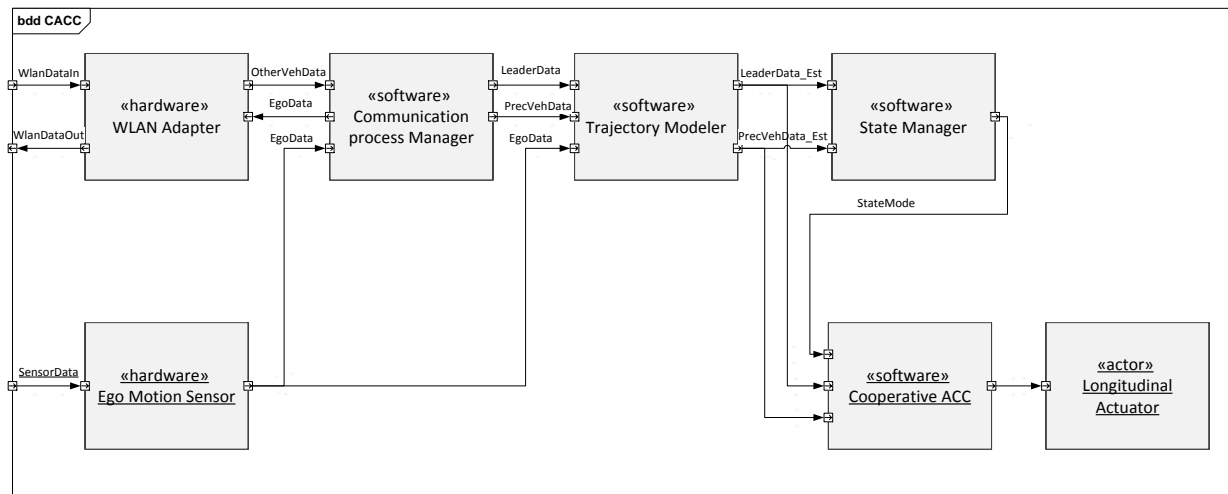 bdd CACC
WlanDataIn
WlanDataOut
«hardware»
WLAN Adapter
OtherVehData
EgoData
EgoData
«software»
Communication
process Manager
LeaderData
PrecVehData
EgoData
«software»
Trajectory Modeler
LeaderData_Est
PrecVehData_Est
«software»
State Manager
StateMode
SensorData
«hardware»
Ego Motion Sensor
«software»
Cooperative ACC
«actor»
Longitudinal
Actuator